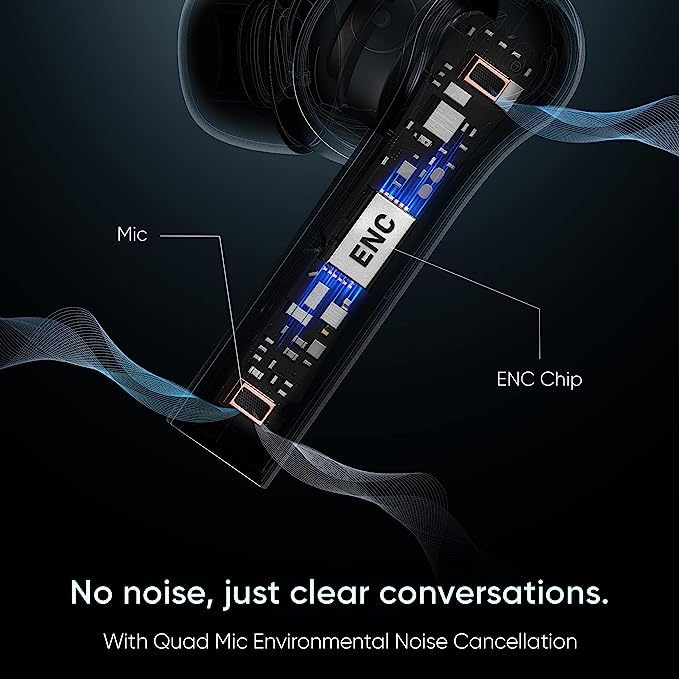 Mic
ENC
ENC Chip
No noise, just clear conversations.
With Quad Mic Environmental Noise Cancellation